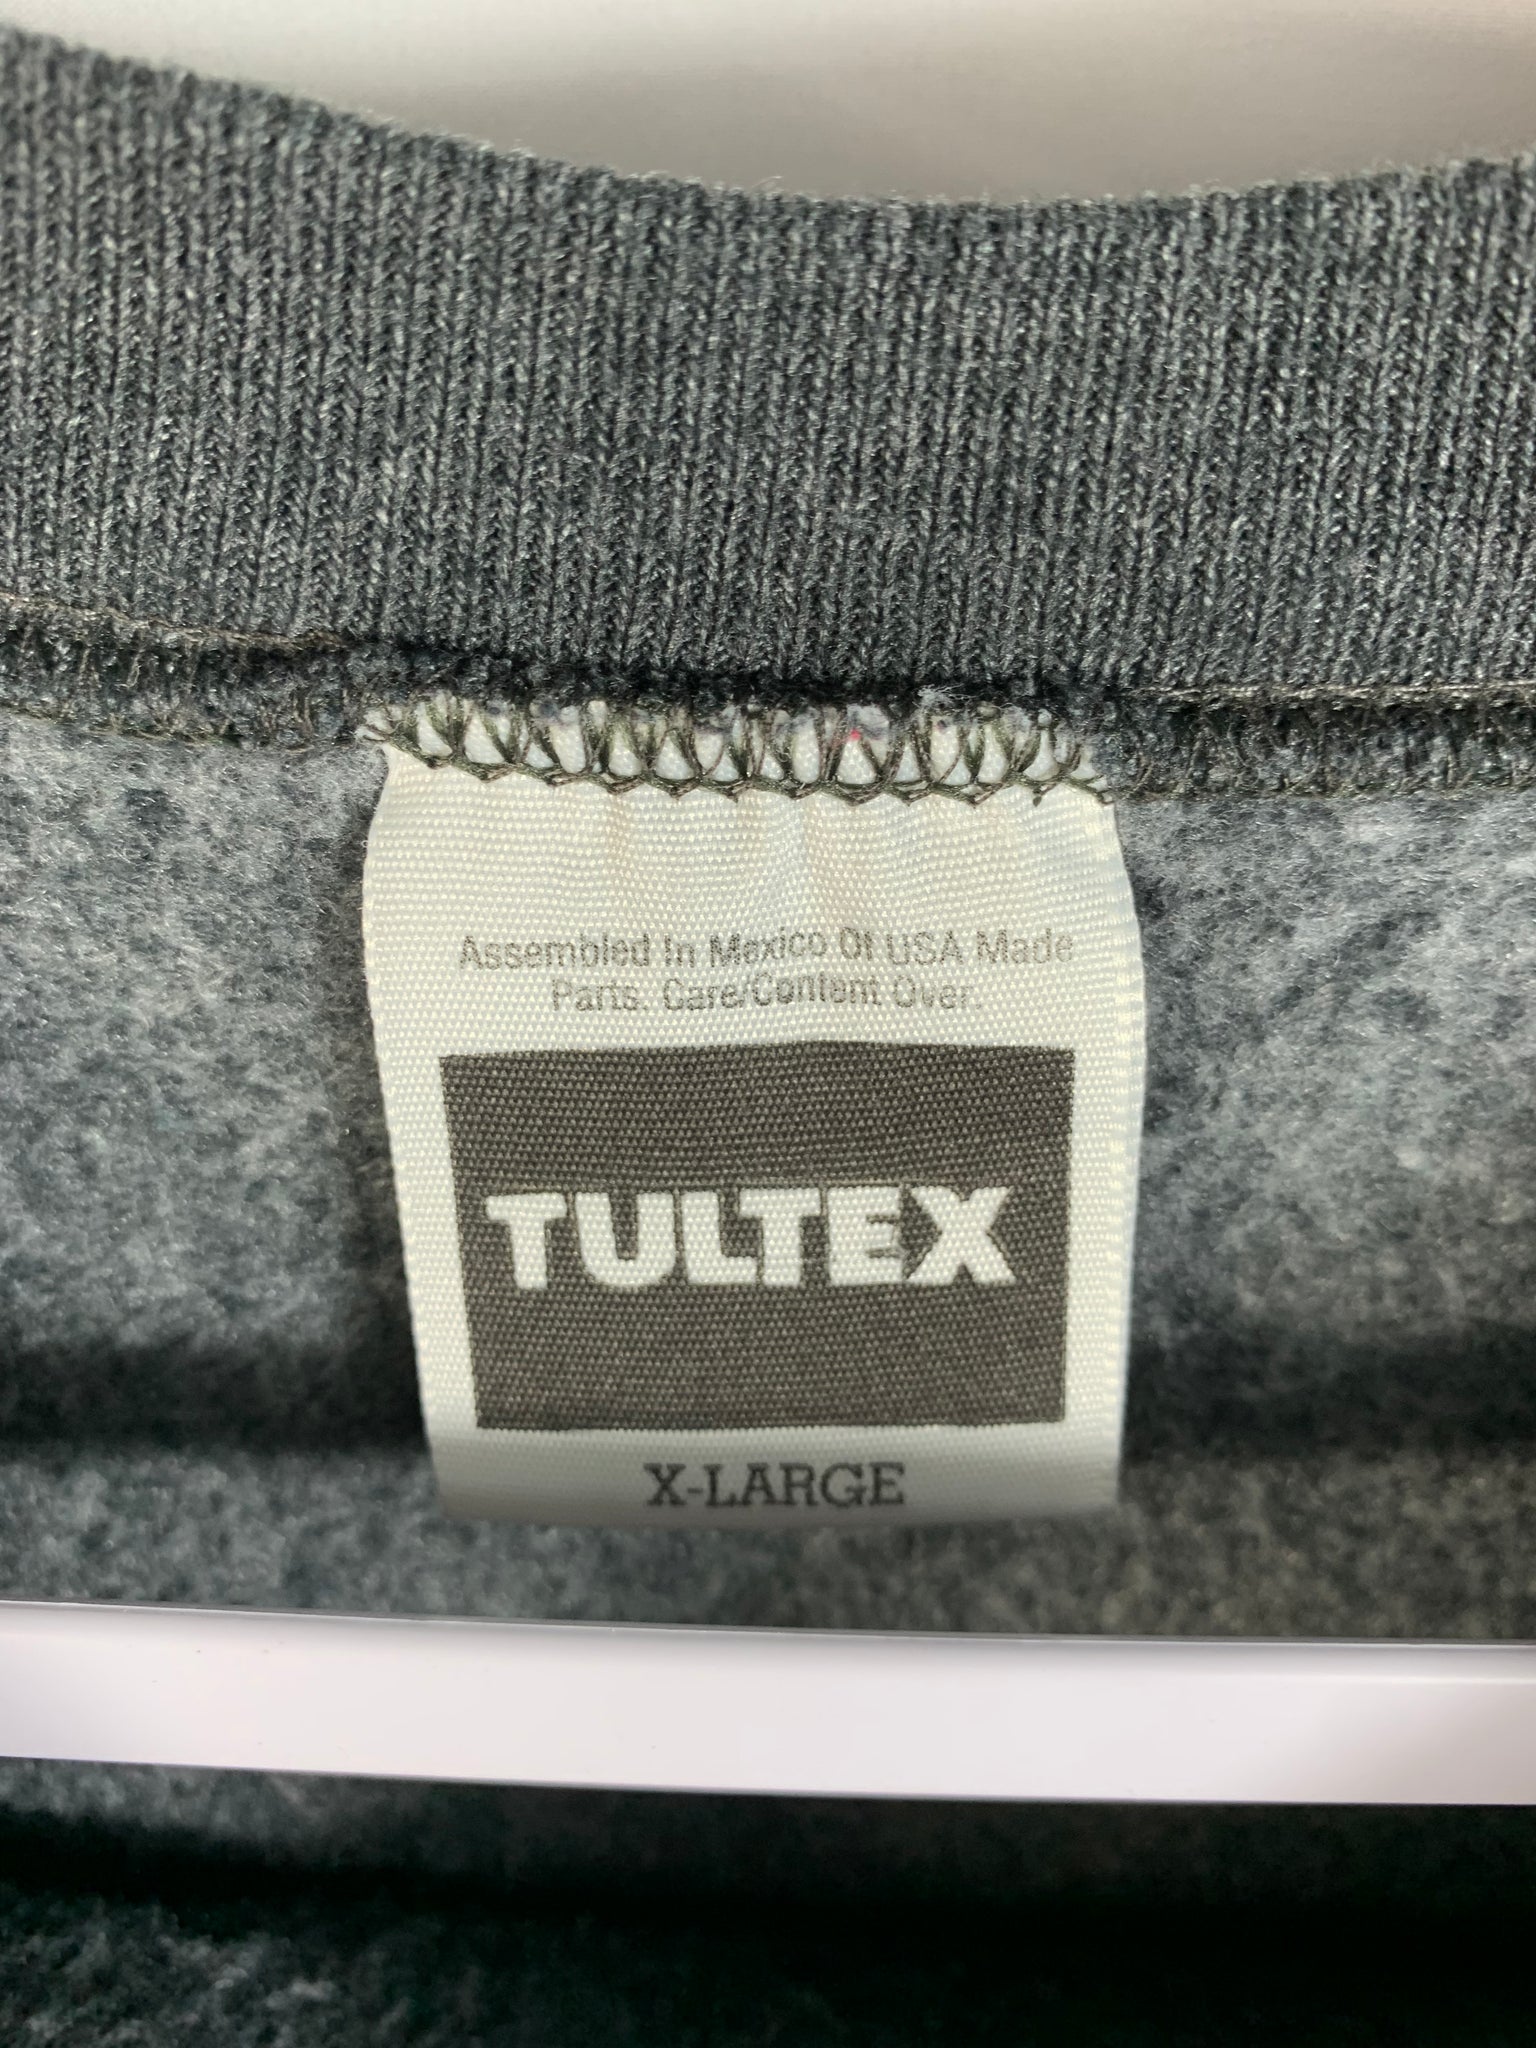 Assembled In Mexico Of USA Made
Parts. Care/Content Over.
TULTEX
X-LARGE